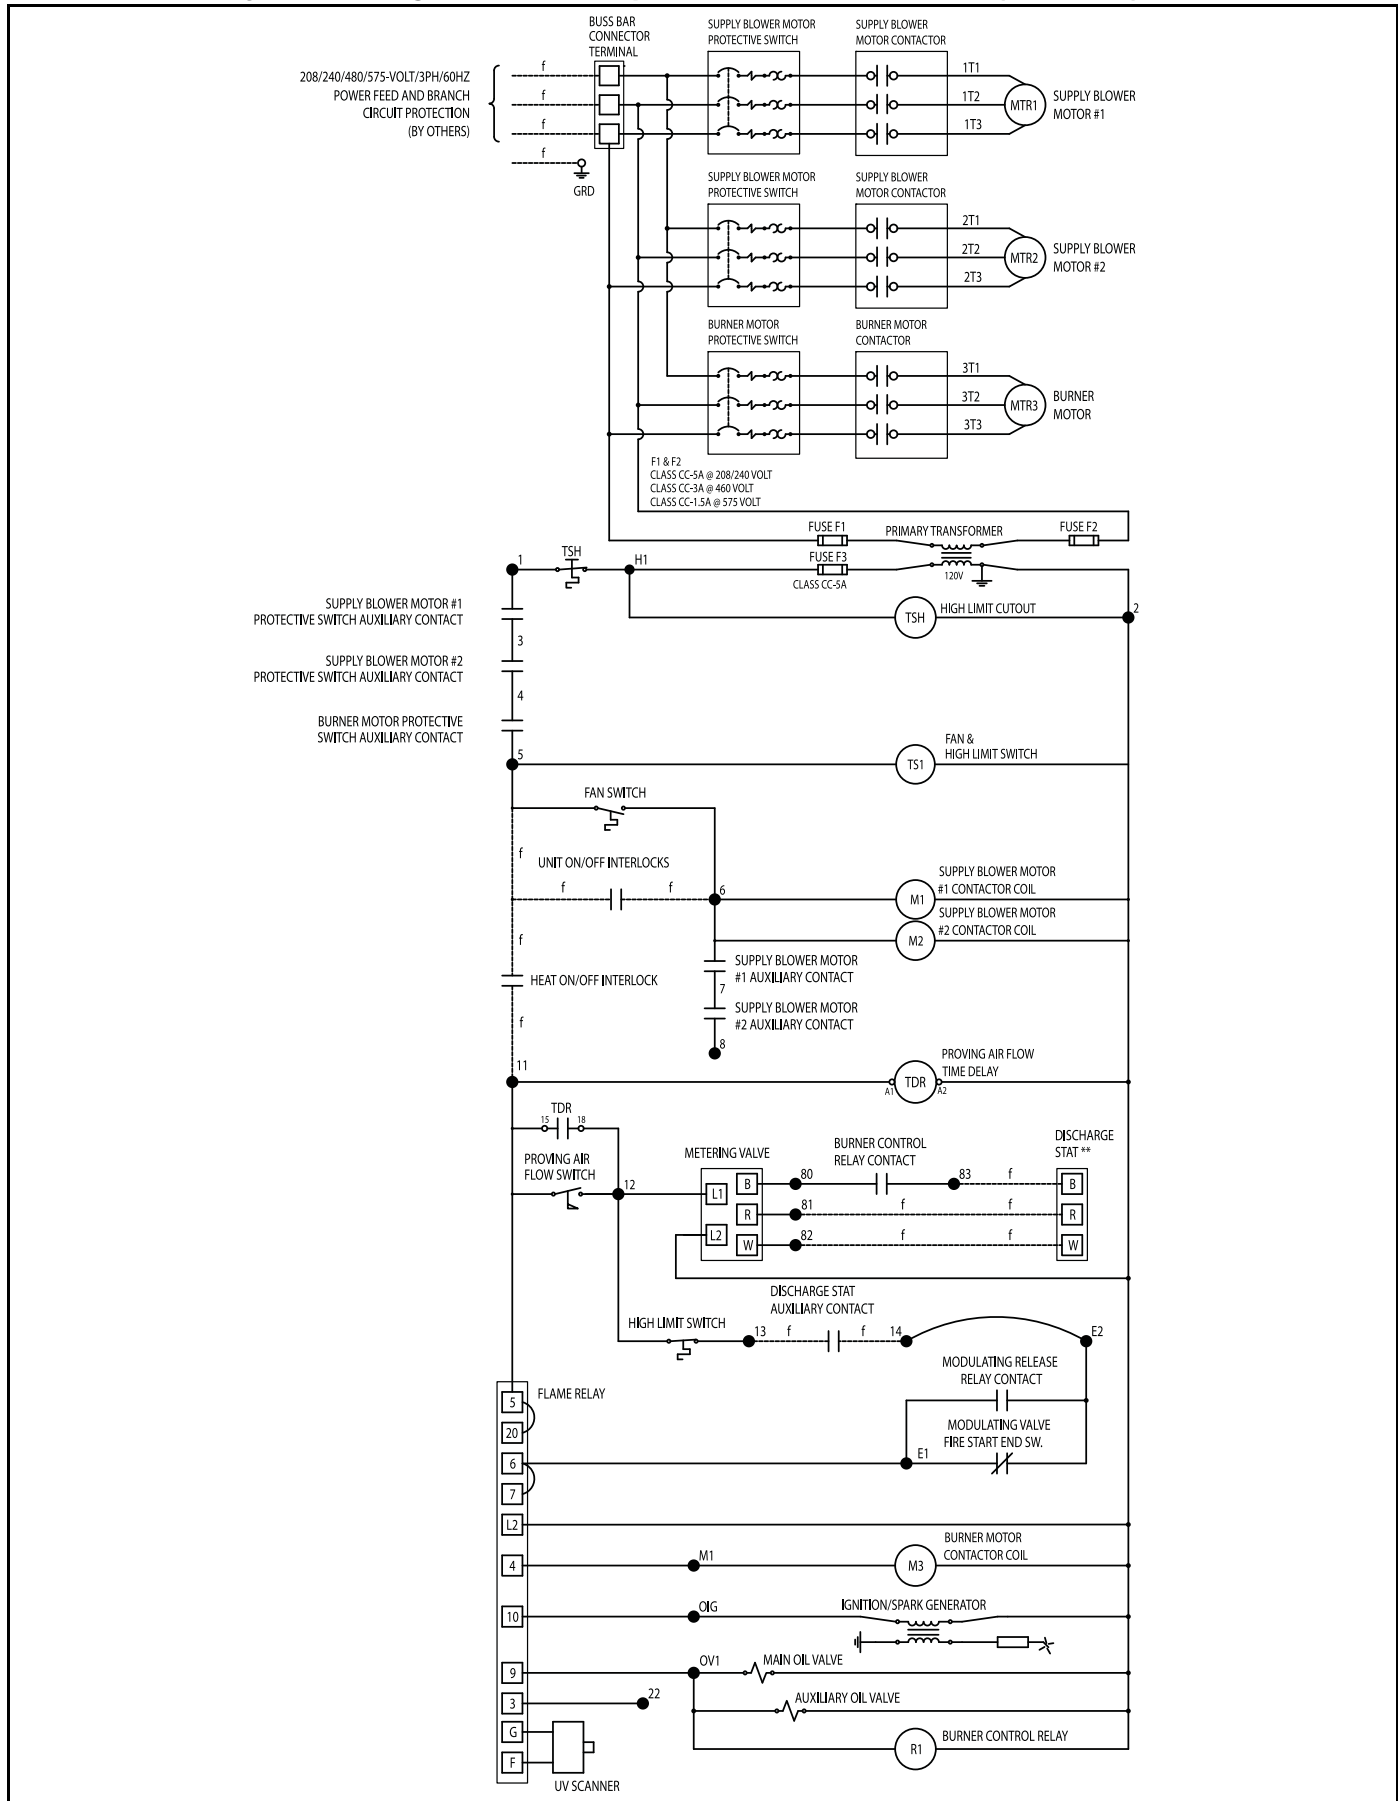 BUSS BAR
CONNECTOR
TERMINAL
SUPPLY BLOWER MOTOR
PROTECTIVE SWITCH
SUPPLY BLOWER
MOTOR CONTACTOR
208/240/480/575-VOLT/3PH/60HZ
POWER FEED AND BRANCH
CIRCUIT PROTECTION
(BY OTHERS)
f
f
f
f
GRD
1T1
1T2
1T3
MTR1
SUPPLY BLOWER
MOTOR #1
SUPPLY BLOWER MOTOR
PROTECTIVE SWITCH
SUPPLY BLOWER
MOTOR CONTACTOR
2T1
2T2
2T3
MTR2
SUPPLY BLOWER
MOTOR #2
BURNER MOTOR
PROTECTIVE SWITCH
BURNER MOTOR
CONTACTOR
3T1
3T2
3T3
MTR3
BURNER
MOTOR
F1 & F2
CLASS CC-5A @ 208/240 VOLT
CLASS CC-3A @ 460 VOLT
CLASS CC-1.5A @ 575 VOLT
FUSE F1
PRIMARY TRANSFORMER
FUSE F2
1
TSH
H1
FUSE F3
CLASS CC-5A
120V
SUPPLY BLOWER MOTOR #1
PROTECTIVE SWITCH AUXILIARY CONTACT
TSH
HIGH LIMIT CUTOUT
2
3
SUPPLY BLOWER MOTOR #2
PROTECTIVE SWITCH AUXILIARY CONTACT
4
BURNER MOTOR PROTECTIVE
SWITCH AUXILIARY CONTACT
5
TS1
FAN &
HIGH LIMIT SWITCH
FAN SWITCH
f
UNIT ON/OFF INTERLOCKS
f
f
6
M1
SUPPLY BLOWER MOTOR
#1 CONTACTOR COIL
SUPPLY BLOWER MOTOR
#2 CONTACTOR COIL
M2
f
HEAT ON/OFF INTERLOCK
SUPPLY BLOWER MOTOR
#1 AUXILIARY CONTACT
7
SUPPLY BLOWER MOTOR
#2 AUXILIARY CONTACT
8
f
11
A1
TDR
A2
PROVING AIR FLOW
TIME DELAY
TDR
15
18
PROVING AIR
FLOW SWITCH
12
METERING VALVE
L1
L2
B
R
W
80
BURNER CONTROL
RELAY CONTACT
83
f
81
f
f
82
f
f
DISCHARGE
STAT **
B
R
W
HIGH LIMIT SWITCH
13
f
DISCHARGE STAT
AUXILIARY CONTACT
f
14
E2
MODULATING RELEASE
RELAY CONTACT
MODULATING VALVE
FIRE START END SW.
E1
FLAME RELAY
5
20
6
7
L2
4
M1
M3
BURNER MOTOR
CONTACTOR COIL
10
OIG
IGNITION/SPARK GENERATOR
9
OV1
MAIN OIL VALVE
3
22
AUXILIARY OIL VALVE
G
F
UV SCANNER
R1
BURNER CONTROL RELAY